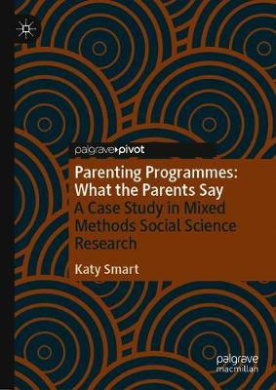 palgrave▸pivot
Parenting Programmes:
What the Parents Say
A Case Study in Mixed
Methods Social Science
Research
Katy Smart
palgrave
macmillan